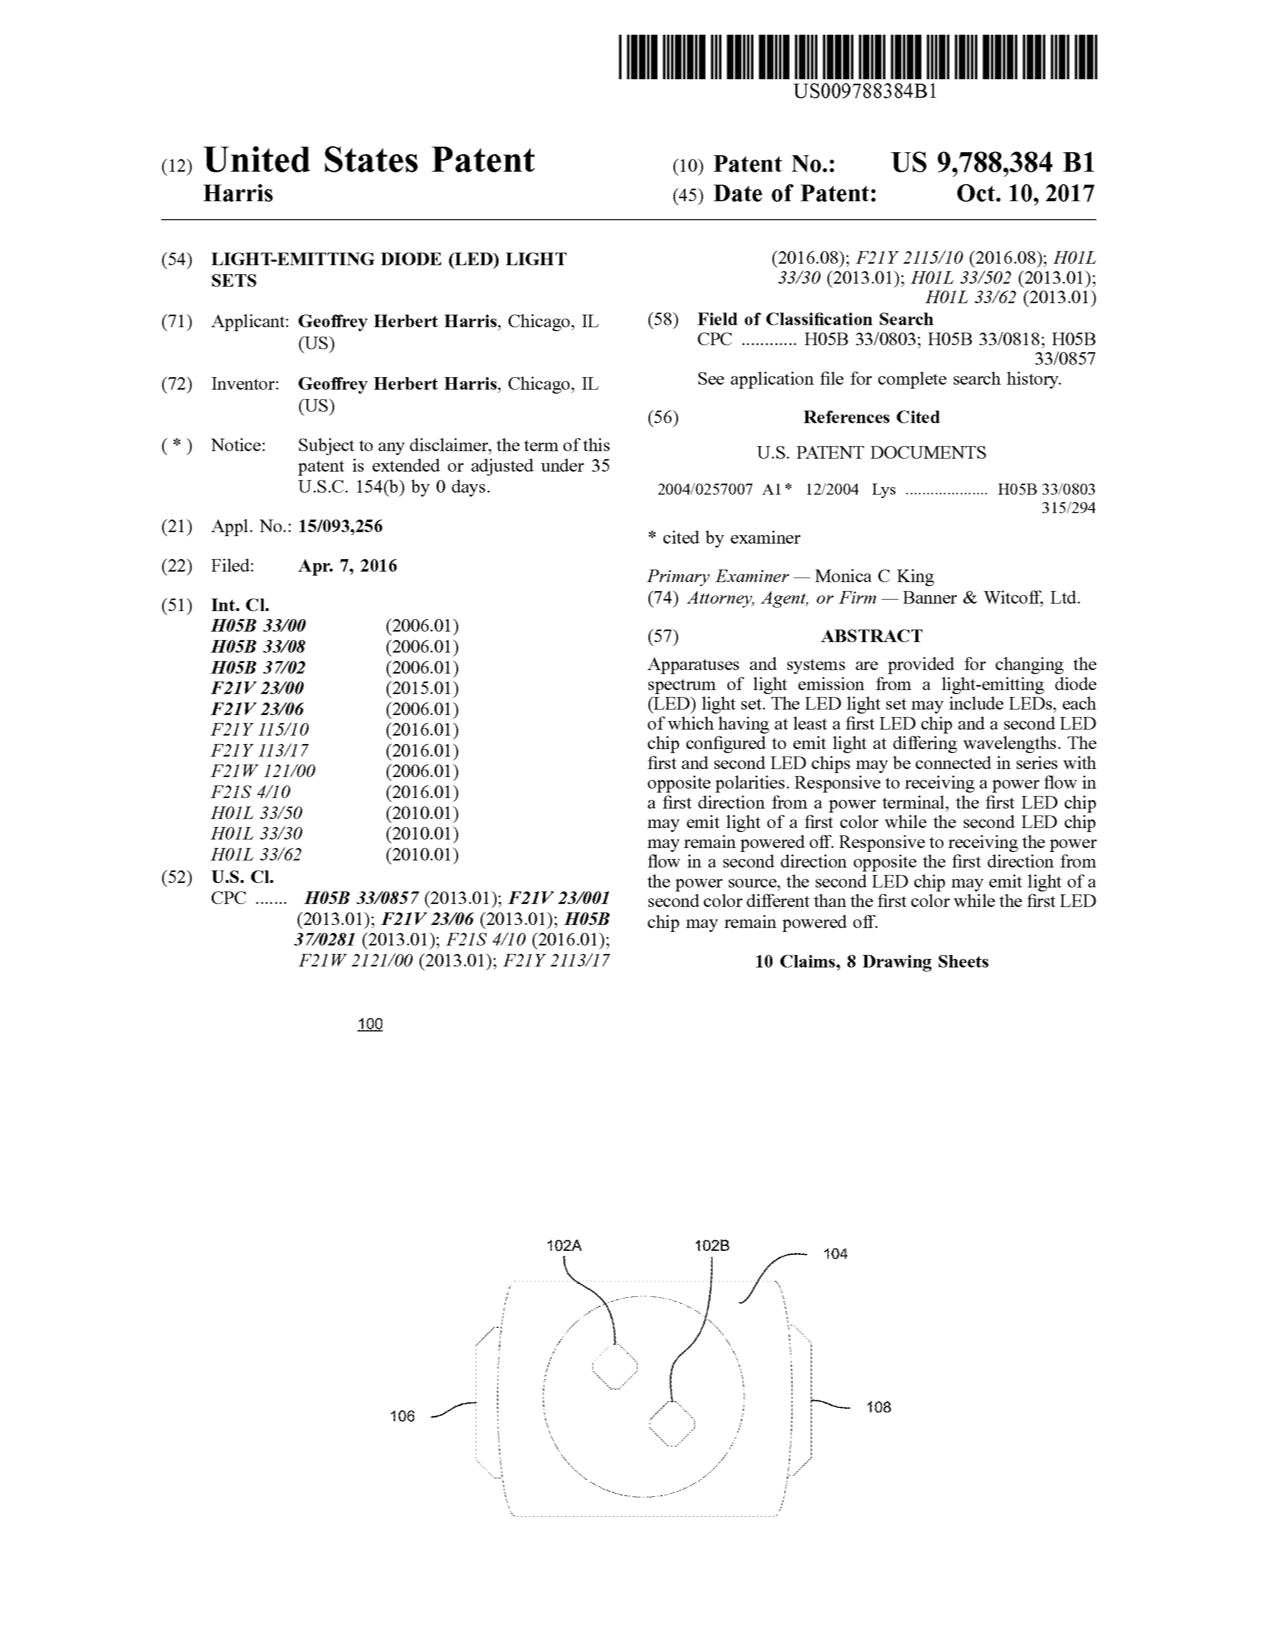 US009788384B1
(12) United States Patent
Harris
(10) Patent No.: US 9,788,384 B1
(45) Date of Patent: Oct. 10, 2017
(54) LIGHT-EMITTING DIODE (LED) LIGHT
SETS
(71) Applicant: Geoffrey Herbert Harris, Chicago, IL
(US)
(72) Inventor: Geoffrey Herbert Harris, Chicago, IL
(US)
( * ) Notice: Subject to any disclaimer, the term of this
patent is extended or adjusted under 35
U.S.C. 154(b) by 0 days.
(21) Appl. No.: 15/093,256
(22) Filed: Apr. 7, 2016
(51) Int. Cl.
H05B 33/00 (2006.01)
H05B 33/08 (2006.01)
H05B 37/02 (2006.01)
F21V 23/00 (2015.01)
F21V 23/06 (2006.01)
F21Y 115/10 (2016.01)
F21Y 113/17 (2016.01)
F21W 121/00 (2006.01)
F21S 4/10 (2016.01)
H01L 33/50 (2010.01)
H01L 33/30 (2010.01)
H01L 33/62 (2010.01)
(52) U.S. Cl.
CPC ....... H05B 33/0857 (2013.01); F21V 23/001
(2013.01); F21V 23/06 (2013.01); H05B
37/0281 (2013.01); F21S 4/10 (2016.01);
F21W 2121/00 (2013.01); F21Y 2113/17
(2016.08); F21Y 2115/10 (2016.08); H01L
33/30 (2013.01); H01L 33/502 (2013.01);
H01L 33/62 (2013.01)
(58) Field of Classification Search
CPC ............ H05B 33/0803; H05B 33/0818; H05B
33/0857
See application file for complete search history.
(56) References Cited
U.S. PATENT DOCUMENTS
2004/0257007 A1* 12/2004 Lys .................... H05B 33/0803
315/294
* cited by examiner
Primary Examiner — Monica C King
(74) Attorney, Agent, or Firm — Banner & Witcoff, Ltd.
(57) ABSTRACT
Apparatuses and systems are provided for changing the
spectrum of light emission from a light-emitting diode
(LED) light set. The LED light set may include LEDs, each
of which having at least a first LED chip and a second LED
chip configured to emit light at differing wavelengths. The
first and second LED chips may be connected in series with
opposite polarities. Responsive to receiving a power flow in
a first direction from a power terminal, the first LED chip
may emit light of a first color while the second LED chip
may remain powered off. Responsive to receiving the power
flow in a second direction opposite the first direction from
the power source, the second LED chip may emit light of a
second color different than the first color while the first LED
chip may remain powered off.
10 Claims, 8 Drawing Sheets
100
102A
102B
104
106
108